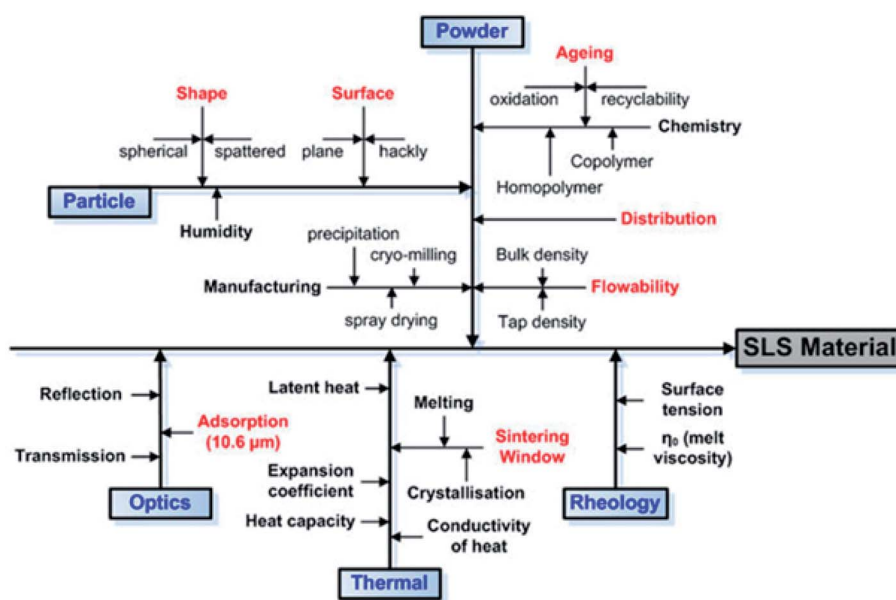 Powder
Ageing
oxidation
recyclability
Shape
Surface
spherical
spattered
plane
hackly
Chemistry
Copolymer
Homopolymer
Particle
Humidity
Distribution
precipitation
cryo-milling
Bulk density
Manufacturing
Flowability
spray drying
Tap density
SLS Material
Reflection
Adsorption
(10.6 µm)
Transmission
Optics
Latent heat
Melting
Sintering
Window
Expansion
coefficient
Crystallisation
Heat capacity
Conductivity
of heat
Thermal
Surface
tension
η₀ (melt
viscosity)
Rheology